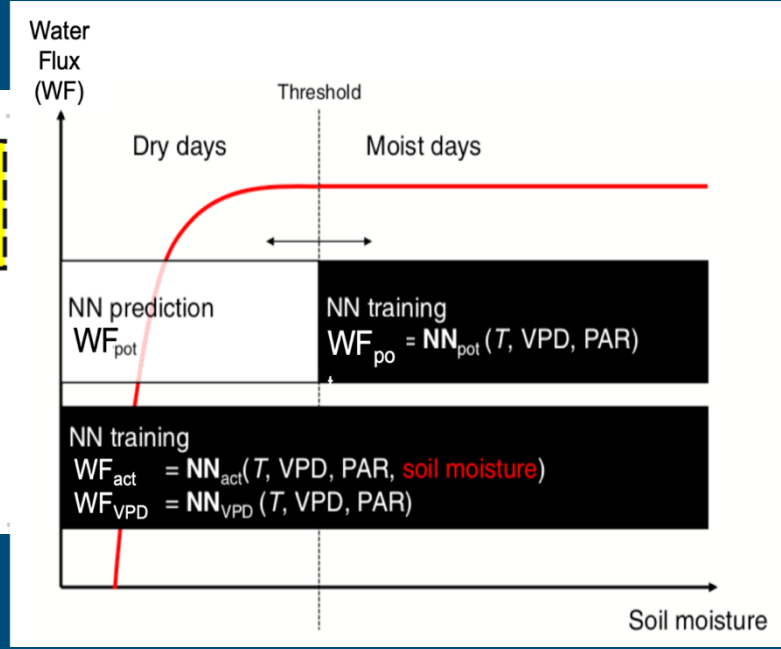 Water
Flux
(WF)
Threshold
Dry days
Moist days
NN prediction
WFpot
NN training
WFpot = NNpot (T, VPD, PAR)
NN training
WFact = NNact(T, VPD, PAR, soil moisture)
WFVPD = NNVPD (T, VPD, PAR)
Soil moisture